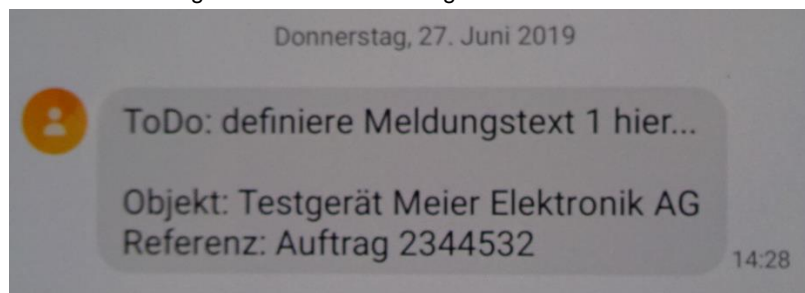 Donnerstag, 27. Juni 2019
ToDo: definiere Meldungstext 1 hier...
Objekt: Testgerät Meier Elektronik AG
Referenz: Auftrag 2344532
14:28